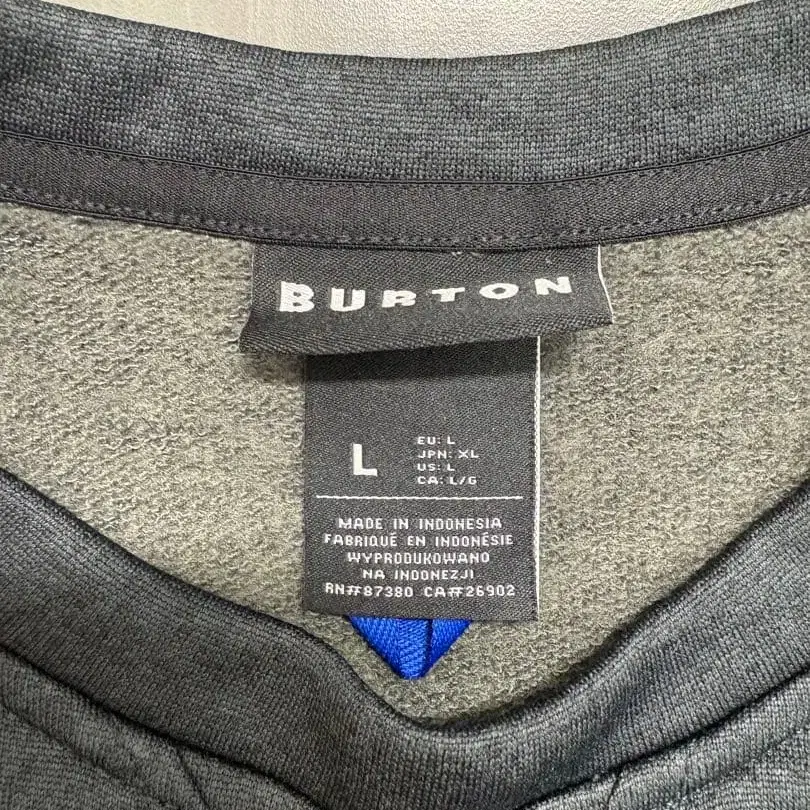 BURTON
L
EU: L
JPN: XL
US: L
CA: L/G
MADE IN INDONESIA
FABRIQUÉ EN INDONÉSIE
WYPRODUKOWANO
NA INDONEZJI
RN#87380 CA#26902